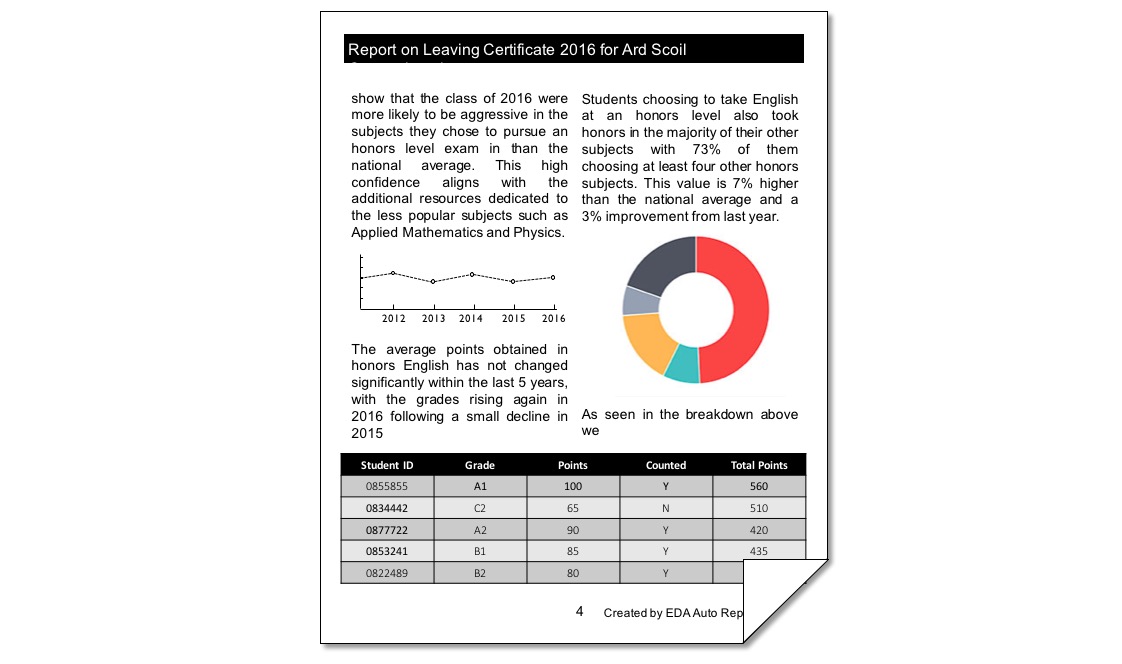 Report on Leaving Certificate 2016 for Ard Scoil
show that the class of 2016 were
more likely to be aggressive in the
subjects they chose to pursue an
honors level exam in than the
national average. This high
confidence aligns with the
additional resources dedicated to
the less popular subjects such as
Applied Mathematics and Physics.
2012 2013 2014 2015 2016
The average points obtained in
honors English has not changed
significantly within the last 5 years,
with the grades rising again in
2016 following a small decline in
2015
Students choosing to take English
at an honors level also took
honors in the majority of their other
subjects with 73% of them
choosing at least four other honors
subjects. This value is 7% higher
than the national average and a
3% improvement from last year.
As seen in the breakdown above
we
Student ID Grade Points Counted Total Points
0855855 A1 100 Y 560
0834442 C2 65 N 510
0877722 A2 90 Y 420
0853241 B1 85 Y 435
0822489 B2 80 Y
4 Created by EDA Auto Rep